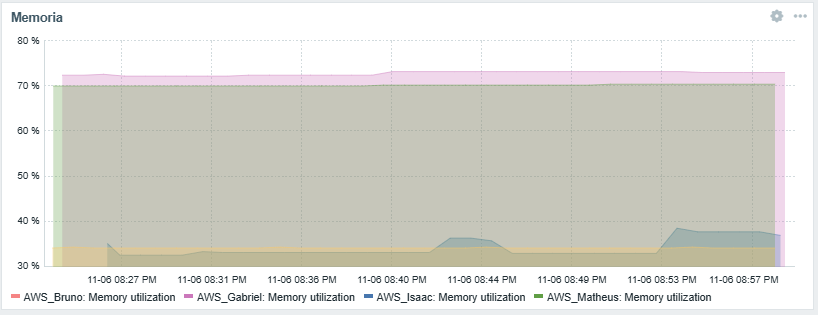 Memoria
80 %
70 %
60 %
50 %
40 %
30 %
11-06 08:27 PM 11-06 08:31 PM 11-06 08:36 PM 11-06 08:40 PM 11-06 08:44 PM 11-06 08:49 PM 11-06 08:53 PM 11-06 08:57 PM
AWS_Bruno: Memory utilization AWS_Gabriel: Memory utilization AWS_Isaac: Memory utilization AWS_Matheus: Memory utilization